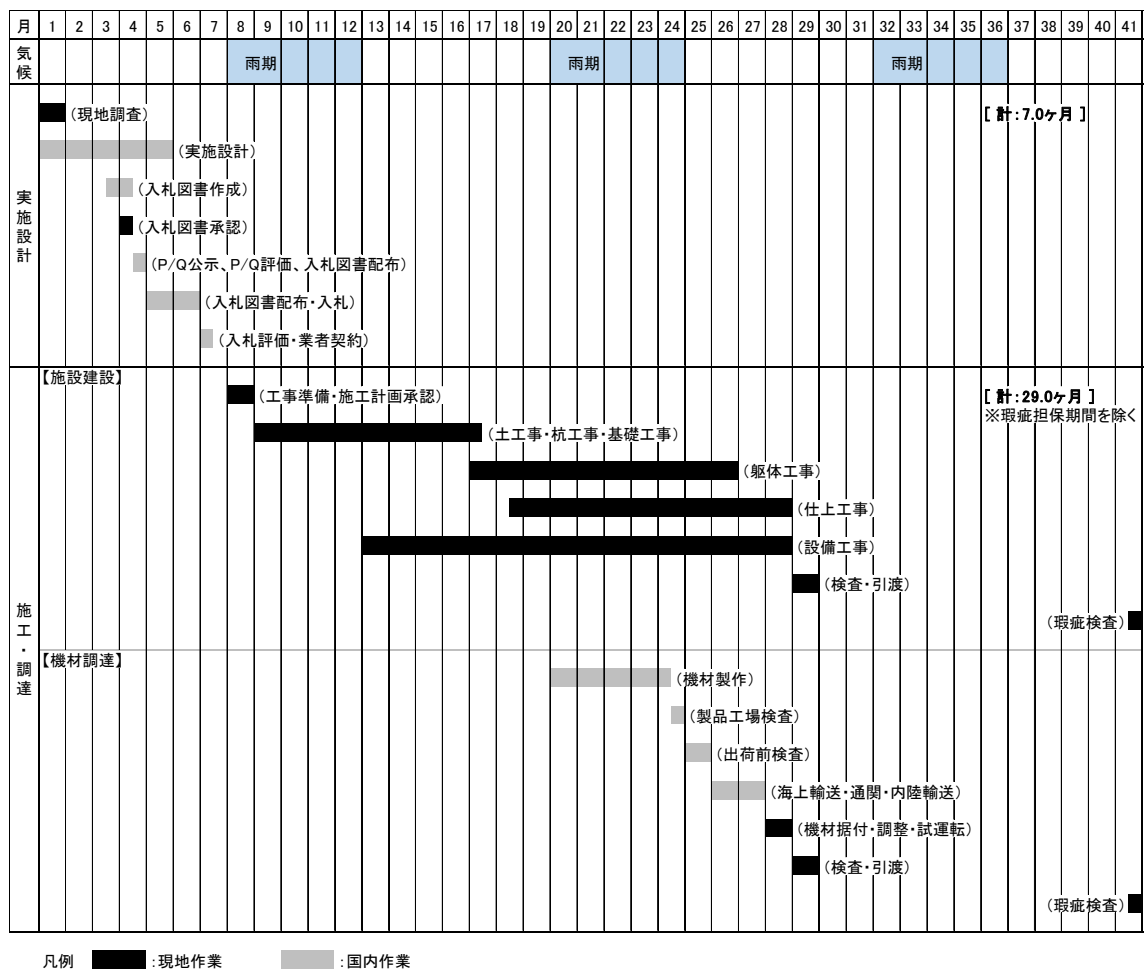 月 1 2 3 4 5 6 7 8 9 10 11 12 13 14 15 16 17 18 19 20 21 22 23 24 25 26 27 28 29 30 31 32 33 34 35 36 37 38 39 40 41
気候 雨期 雨期 雨期
実施設計
(現地調査) [ 計:7.0ヶ月 ]
(実施設計)
(入札図書作成)
(入札図書承認)
(P/Q公示、P/Q評価、入札図書配布)
(入札図書配布・入札)
(入札評価・業者契約)
施工・調達
【施設建設】
(工事準備・施工計画承認) [ 計:29.0ヶ月 ]
※瑕疵担保期間を除く
(土工事・杭工事・基礎工事)
(躯体工事)
(仕上工事)
(設備工事)
(検査・引渡)
(瑕疵検査)
【機材調達】
(機材製作)
(製品工場検査)
(出荷前検査)
(海上輸送・通関・内陸輸送)
(機材据付・調整・試運転)
(検査・引渡)
(瑕疵検査)
凡例 :現地作業 :国内作業